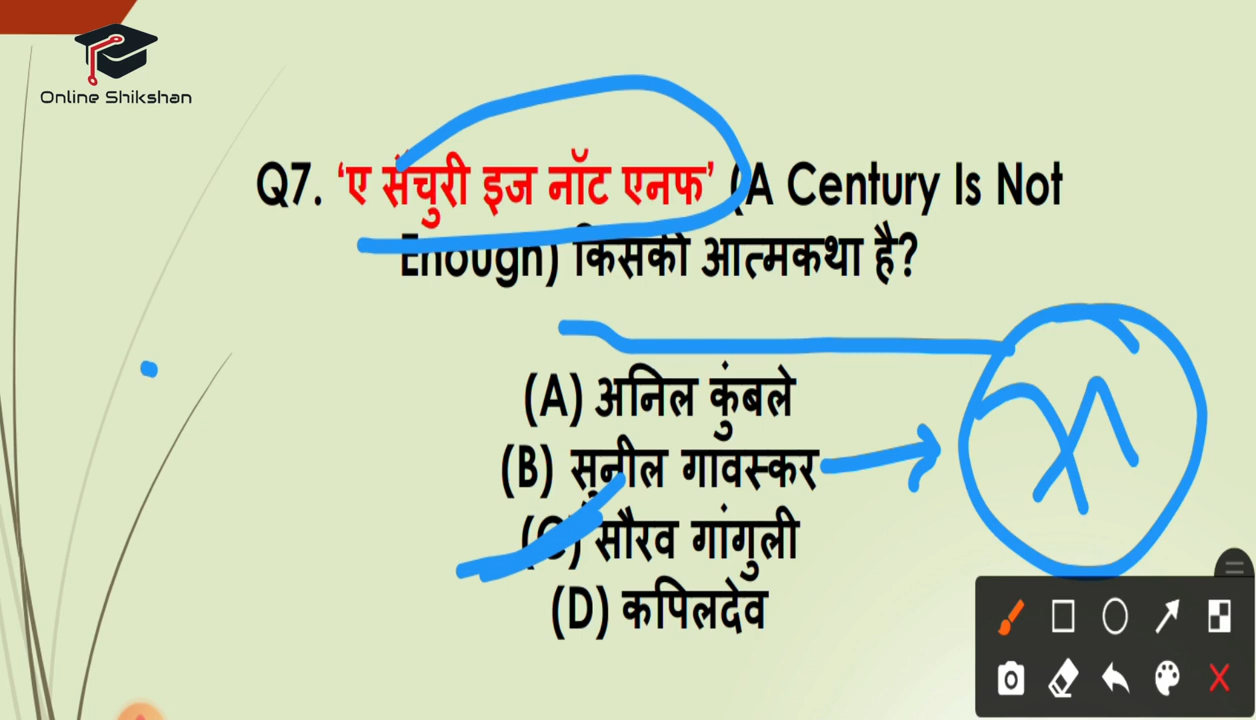 Online Shikshan
Q7. ‘ए सेंचुरी इज नॉट एनफ’ (A Century Is Not
Enough) किसकी आत्मकथा है?
(A) अनिल कुंबले
(B) सुनील गावस्कर
(C) सौरव गांगुली
(D) कपिलदेव